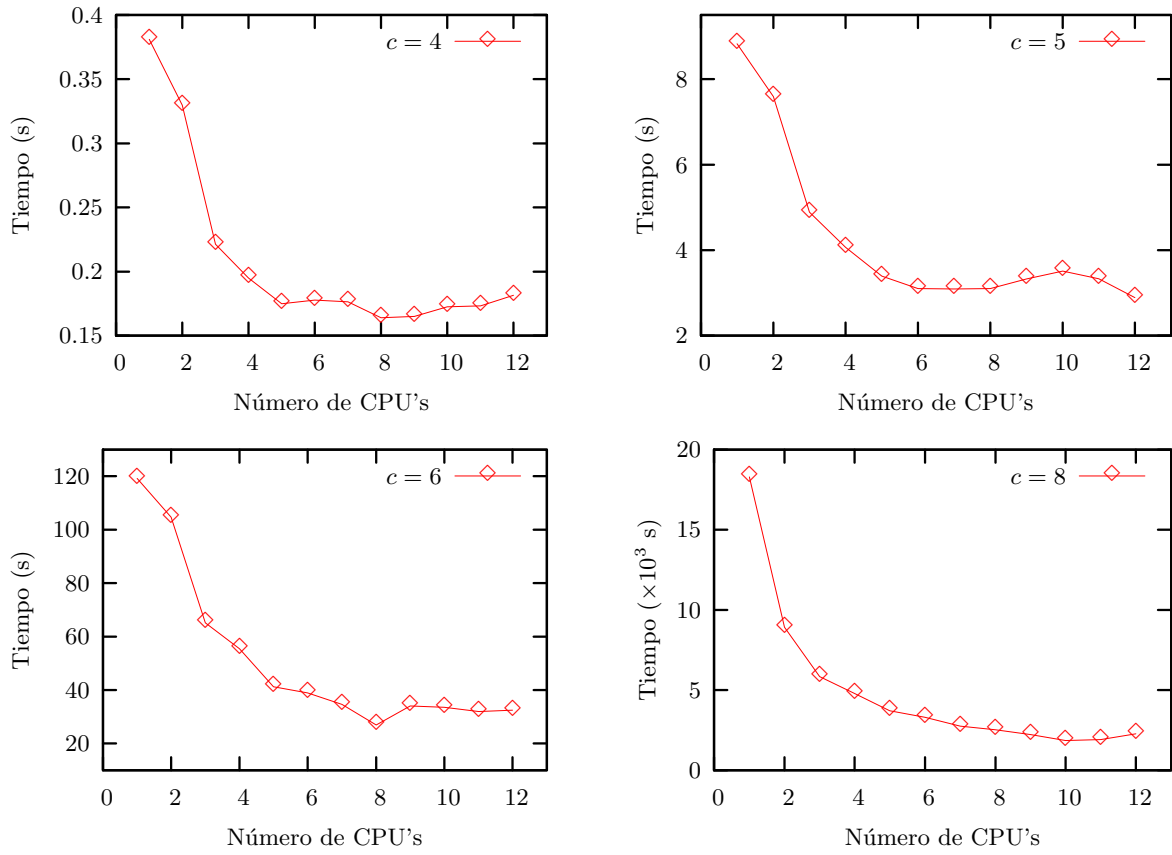 0.4
0.35
0.3
0.25
0.2
0.15
Tiempo (s)
c = 4
0 2 4 6 8 10 12
Número de CPU's
8
6
4
2
Tiempo (s)
c = 5
0 2 4 6 8 10 12
Número de CPU's
120
100
80
60
40
20
Tiempo (s)
c = 6
0 2 4 6 8 10 12
Número de CPU's
20
15
10
5
0
Tiempo (×10³ s)
c = 8
0 2 4 6 8 10 12
Número de CPU's